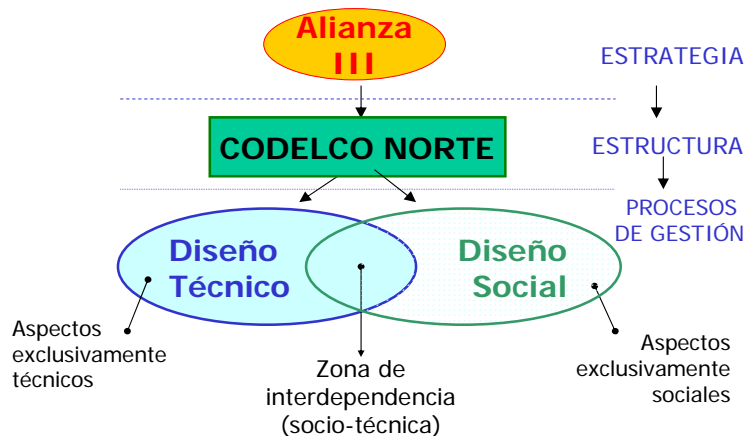 Alianza
III
ESTRATEGIA
CODELCO NORTE
ESTRUCTURA
PROCESOS
DE GESTIÓN
Diseño
Técnico
Diseño
Social
Aspectos
exclusivamente
técnicos
Zona de
interdependencia
(socio-técnica)
Aspectos
exclusivamente
sociales